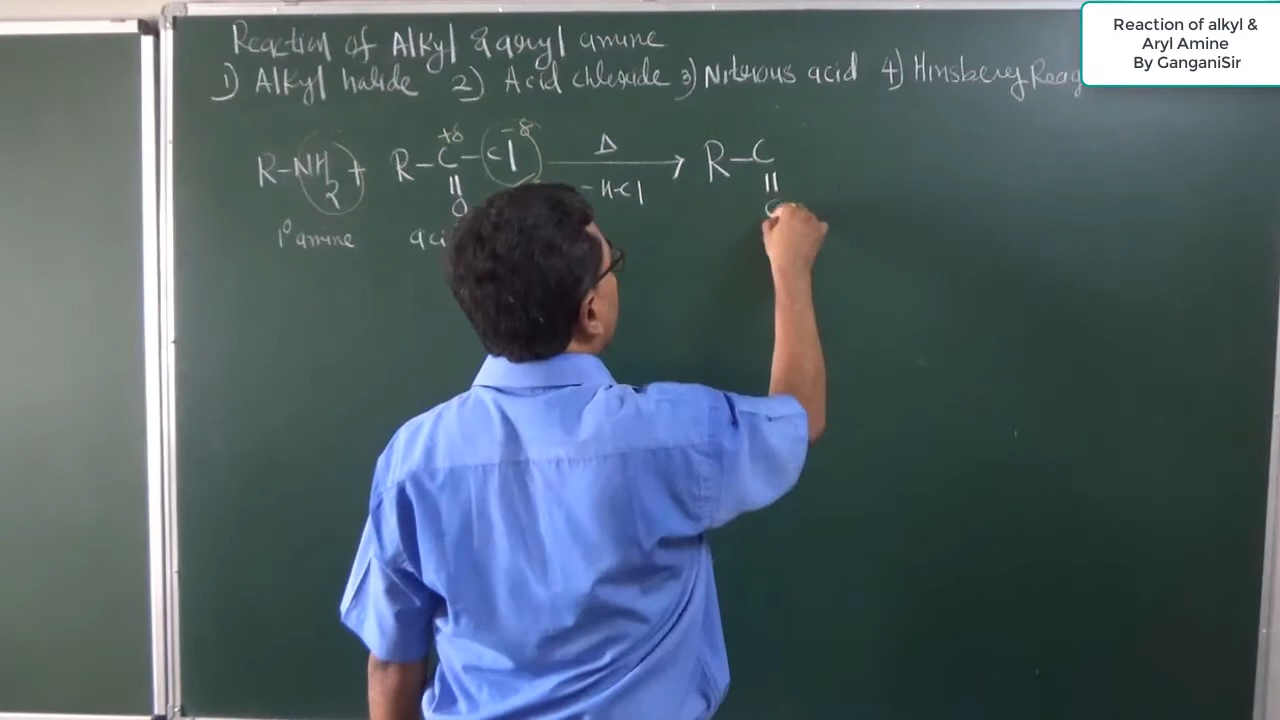 Reaction of Alkyl & aryl amine
1) Alkyl halide 2) Acid chloride 3) Nitrous acid 4) Hinsberg Reag
Reaction of alkyl &
Aryl Amine
By GanganiSir
+δ -δ
R-NH2 + R-C-Cl Δ R-C
|| -HCl ||
O
1° amine aci